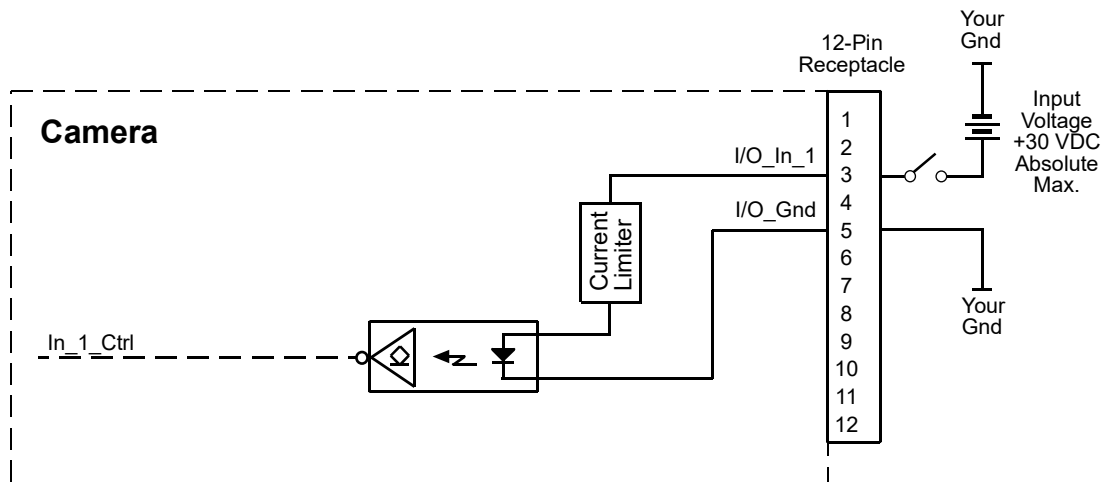 Your
Gnd
12-Pin
Receptacle
Input
Voltage
+30 VDC
Absolute
Max.
Camera
1
2
3
4
5
6
7
8
9
10
11
12
I/O_In_1
I/O_Gnd
Current
Limiter
Your
Gnd
In_1_Ctrl